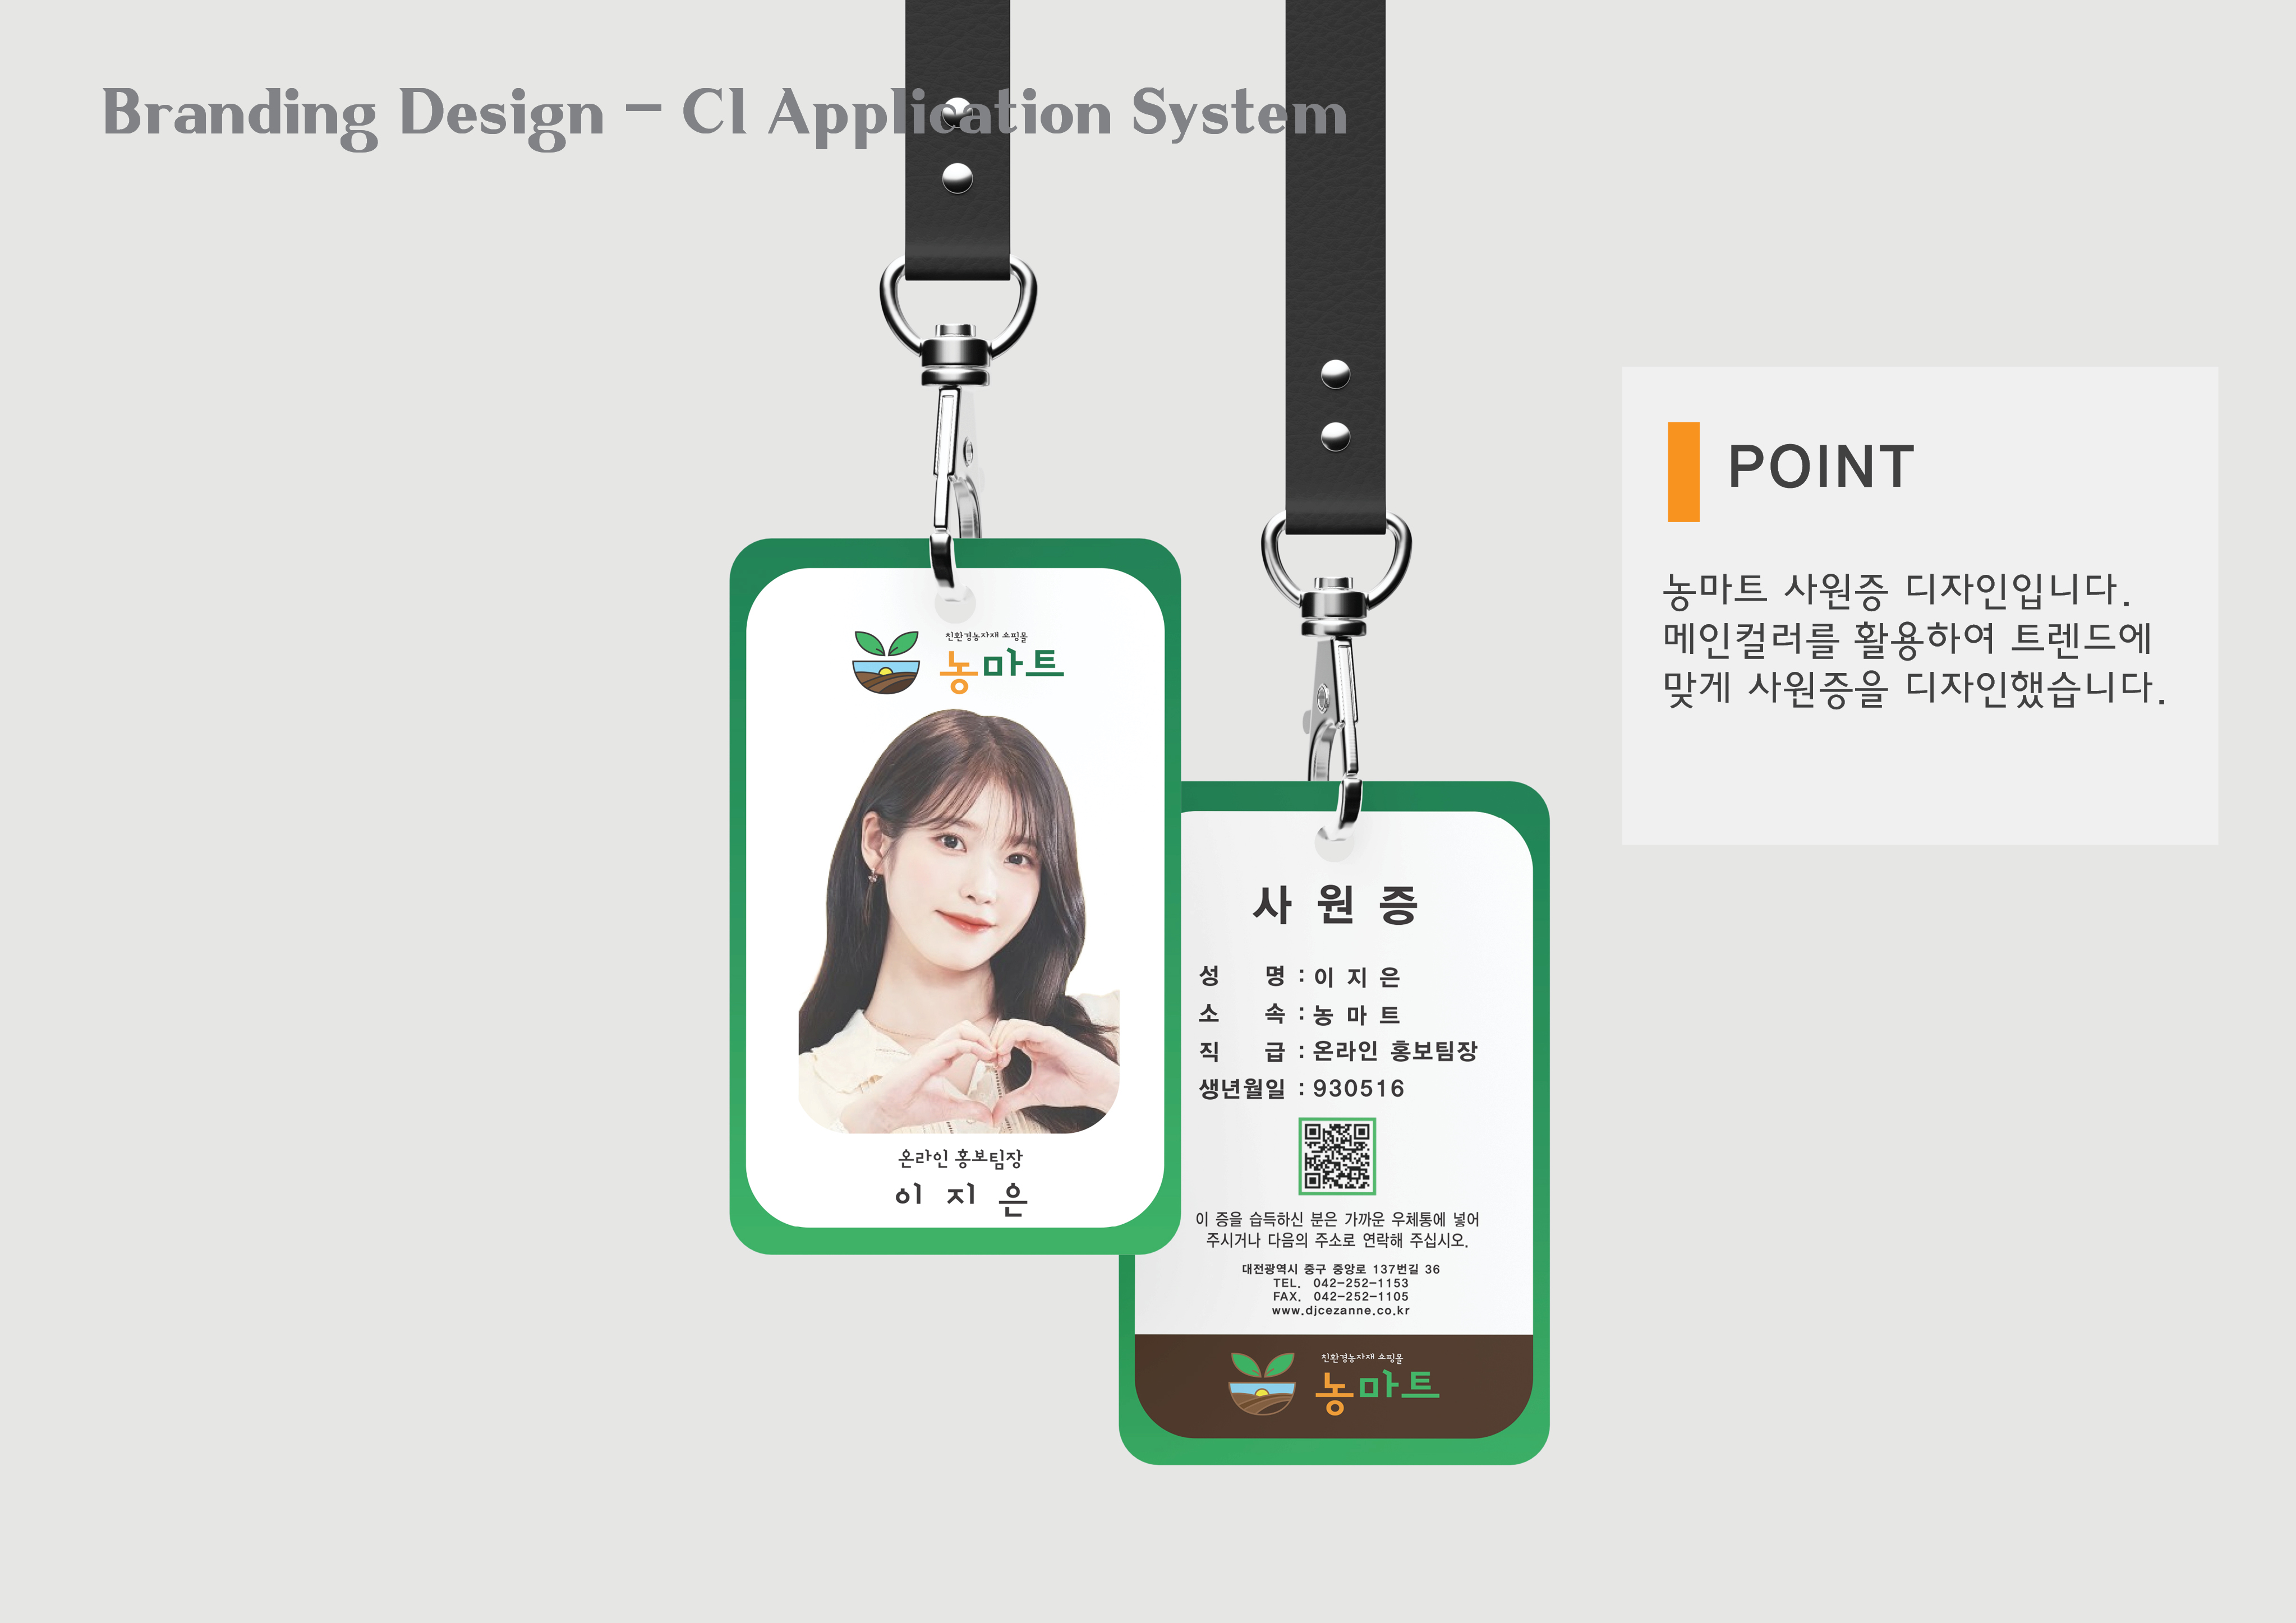 Branding Design – CI Application System
POINT
농마트 사원증 디자인입니다.
메인컬러를 활용하여 트렌드에
맞게 사원증을 디자인했습니다.
친환경농자재 쇼핑몰
농마트
온라인 홍보팀장
이 지 은
사 원 증
성 명 : 이 지 은
소 속 : 농 마 트
직 급 : 온라인 홍보팀장
생년월일 : 930516
이 증을 습득하신 분은 가까운 우체통에 넣어
주시거나 다음의 주소로 연락해 주십시오.
대전광역시 중구 중앙로 137번길 36
TEL. 042-252-1153
FAX. 042-252-1105
www.djcezanne.co.kr
친환경농자재 쇼핑몰
농마트